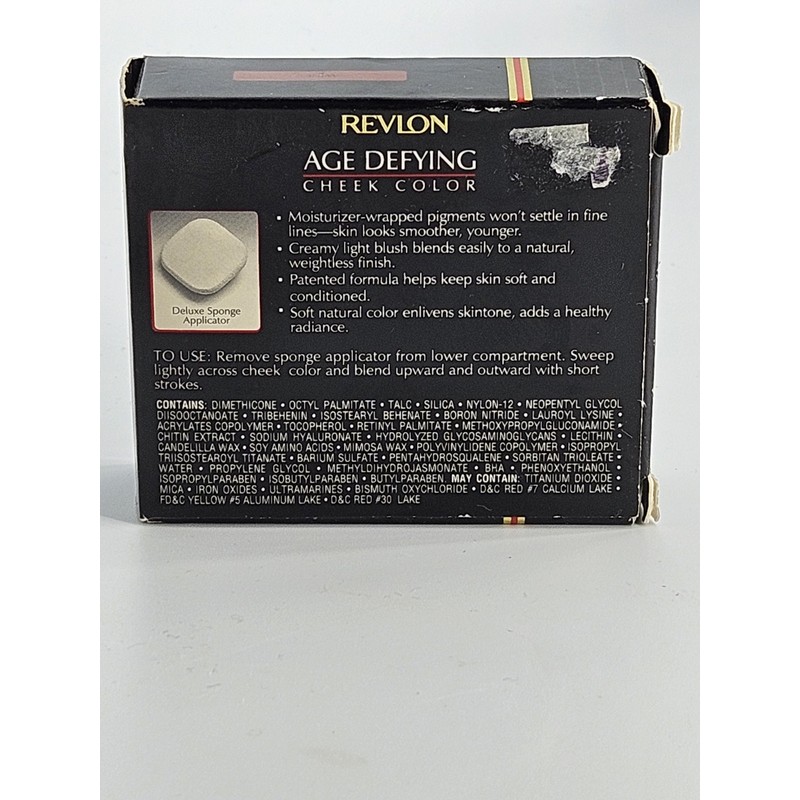 REVLON
AGE DEFYING
CHEEK COLOR
• Moisturizer-wrapped pigments won't settle in fine
lines—skin looks smoother, younger.
• Creamy light blush blends easily to a natural,
weightless finish.
• Patented formula helps keep skin soft and
conditioned.
• Soft natural color enlivens skintone, adds a healthy
radiance.
Deluxe Sponge
Applicator
TO USE: Remove sponge applicator from lower compartment. Sweep
lightly across cheek color and blend upward and outward with short
strokes.
CONTAINS: DIMETHICONE • OCTYL PALMITATE • TALC • SILICA • NYLON-12 • NEOPENTYL GLYCOL
DIISOOCTANOATE • TRIBEHENIN • ISOSTEARYL BEHENATE • BORON NITRIDE • LAUROYL LYSINE •
ACRYLATES COPOLYMER • TOCOPHEROL • RETINYL PALMITATE • METHOXYPROPYLGLUCONAMIDE •
CHITIN EXTRACT • SODIUM HYALURONATE • HYDROLYZED GLYCOSAMINOGLYCANS • LECITHIN •
CANDELILLA WAX • SOY AMINO ACIDS • MIMOSA WAX • POLYVINYLIDENE COPOLYMER • ISOPROPYL
TRIISOSTEAROYL TITANATE • BARIUM SULFATE • PENTAHYDROSQUALENE • SORBITAN TRIOLEATE •
WATER • PROPYLENE GLYCOL • METHYLDIHYDROJASMONATE • BHA • PHENOXYETHANOL •
ISOPROPYLPARABEN • ISOBUTYLPARABEN • BUTYLPARABEN. MAY CONTAIN: TITANIUM DIOXIDE •
MICA • IRON OXIDES • ULTRAMARINES • BISMUTH OXYCHLORIDE • D&C RED #7 CALCIUM LAKE •
FD&C YELLOW #5 ALUMINUM LAKE • D&C RED #30 LAKE